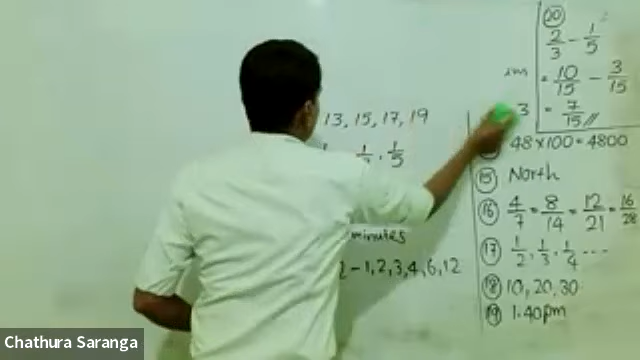 13, 15, 17, 19
1/5
minutes
- 1, 2, 3, 4, 6, 12
20
2/3 - 1/5
= 10/15 - 3/15
3
= 7/15 //
48 x 100 = 4800
15 North
16 4/7 = 8/14 = 12/21 = 16/28
17 1/2, 1/3, 1/4 ...
18 10, 20, 30
19 1.40pm
Chathura Saranga